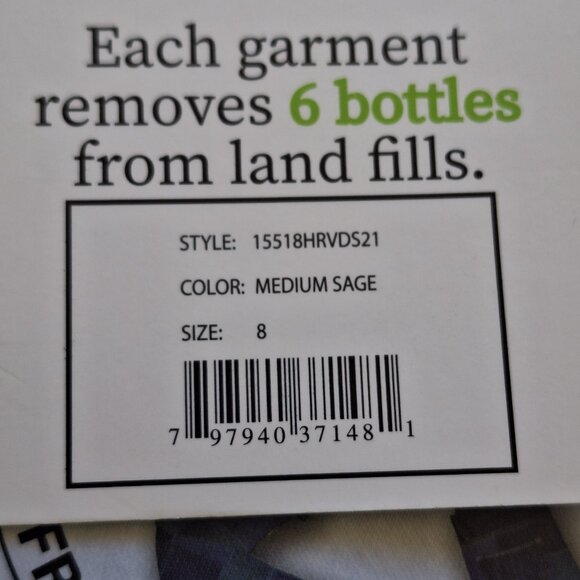 Each garment
removes 6 bottles
from land fills.
STYLE: 15518HRVDS21
COLOR: MEDIUM SAGE
SIZE: 8
7 97940 37148 1
FR